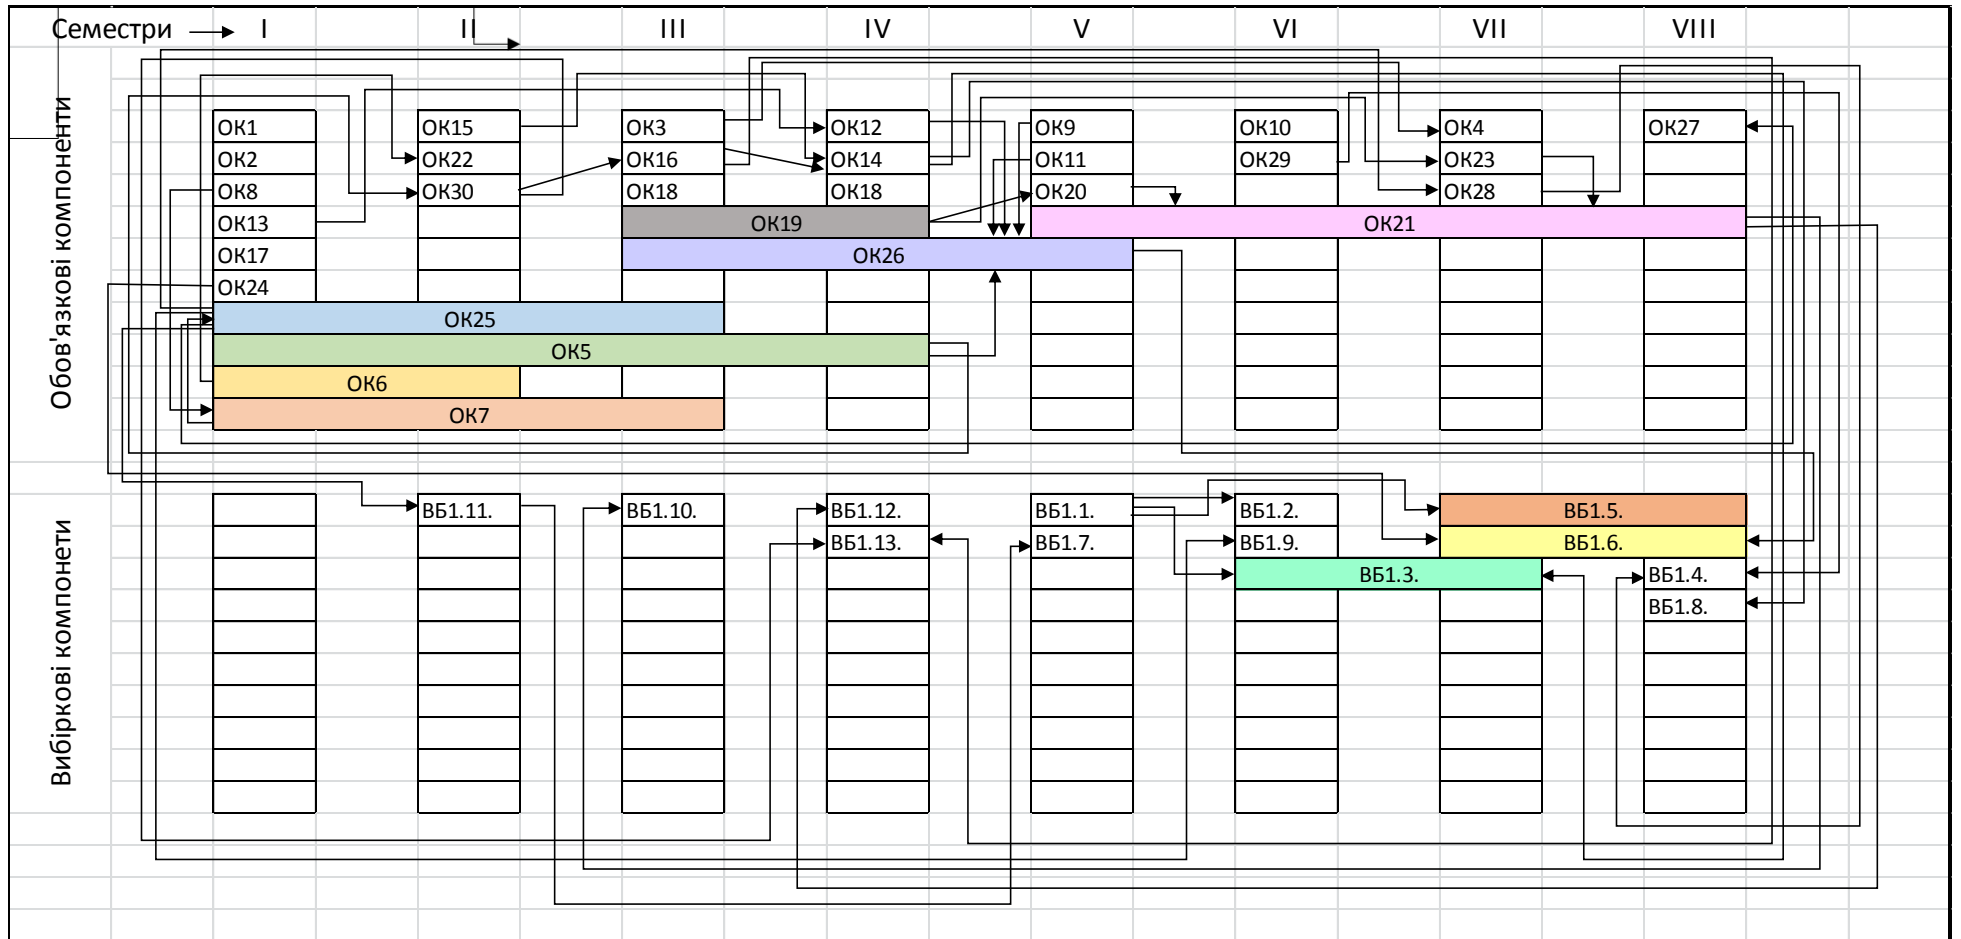 Семестри I II III IV V VI VII VIII
Обов'язкові компоненти
ОК1 ОК15 ОК3 ОК12 ОК9 ОК10 ОК4 ОК27
ОК2 ОК22 ОК16 ОК14 ОК11 ОК29 ОК23
ОК8 ОК30 ОК18 ОК18 ОК20 ОК28
ОК13 ОК19 ОК21
ОК17 ОК26
ОК24
ОК25
ОК5
ОК6
ОК7
Вибіркові компонети
ВБ1.11. ВБ1.10. ВБ1.12. ВБ1.1. ВБ1.2. ВБ1.5.
ВБ1.13. ВБ1.7. ВБ1.9. ВБ1.6.
ВБ1.3. ВБ1.4.
ВБ1.8.